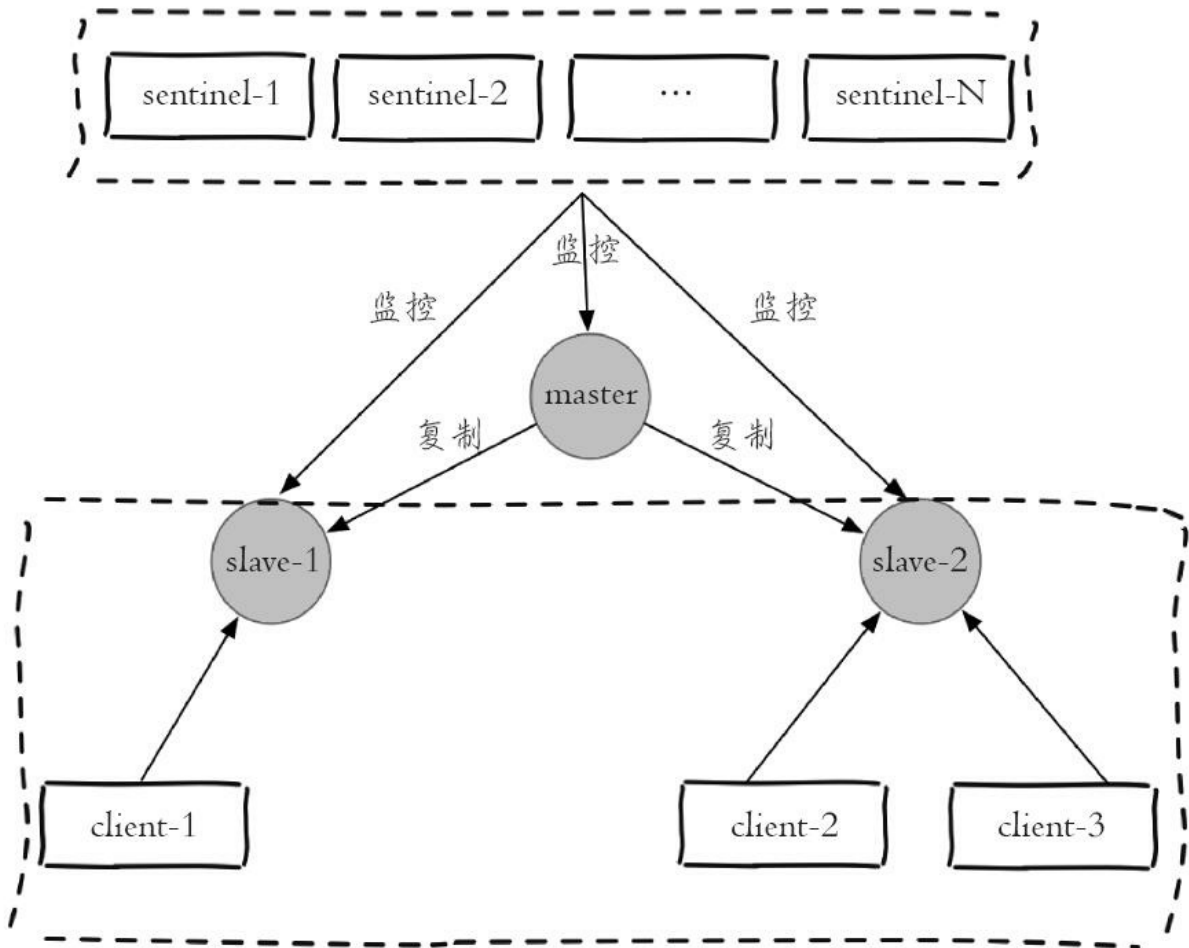 sentinel-1
sentinel-2
...
sentinel-N
监控
监控
监控
master
复制
复制
slave-1
slave-2
client-1
client-2
client-3